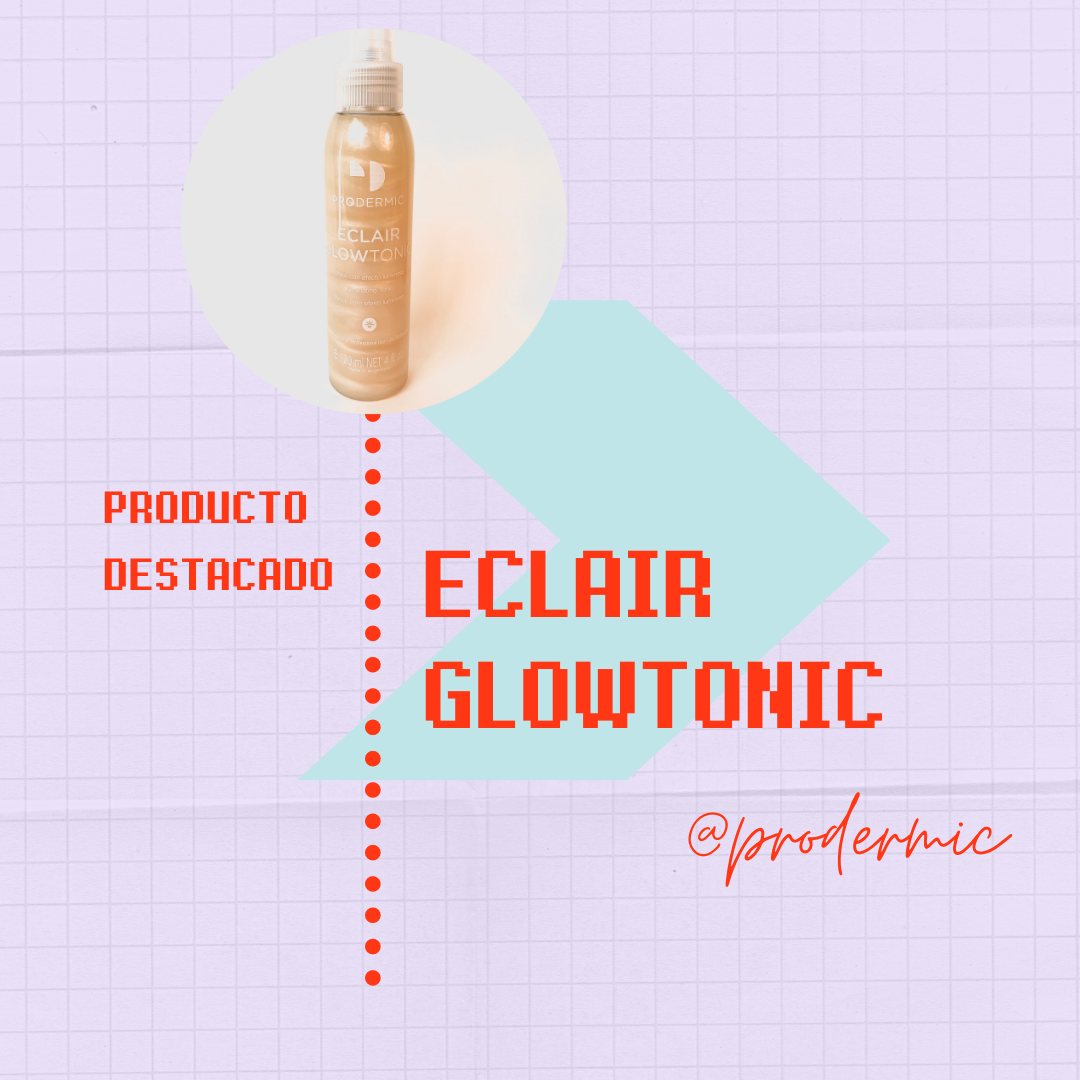 PRODERMIC
ECLAIR
GLOWTONIC
PRODUCTO
DESTACADO
ECLAIR
GLOWTONIC
@prodermic